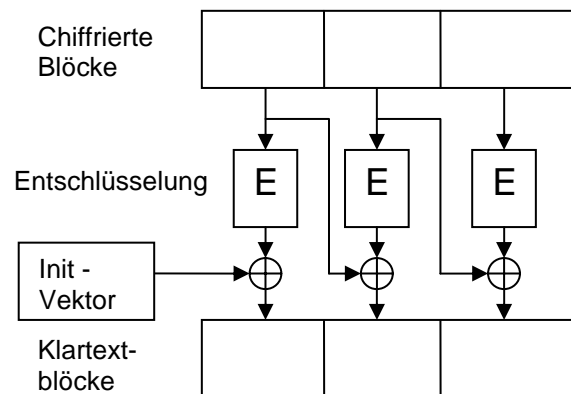 Chiffrierte
Blöcke
Entschlüsselung
E E E
Init -
Vektor
Klartext-
blöcke